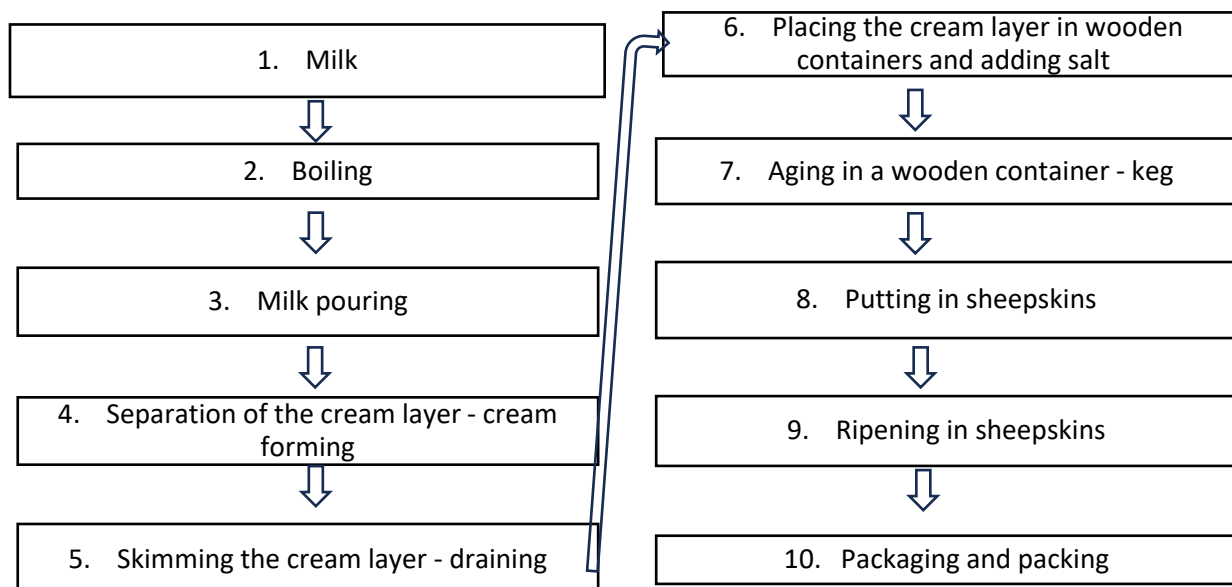 1. Milk
2. Boiling
3. Milk pouring
4. Separation of the cream layer - cream
forming
5. Skimming the cream layer - draining
6. Placing the cream layer in wooden
containers and adding salt
7. Aging in a wooden container - keg
8. Putting in sheepskins
9. Ripening in sheepskins
10. Packaging and packing